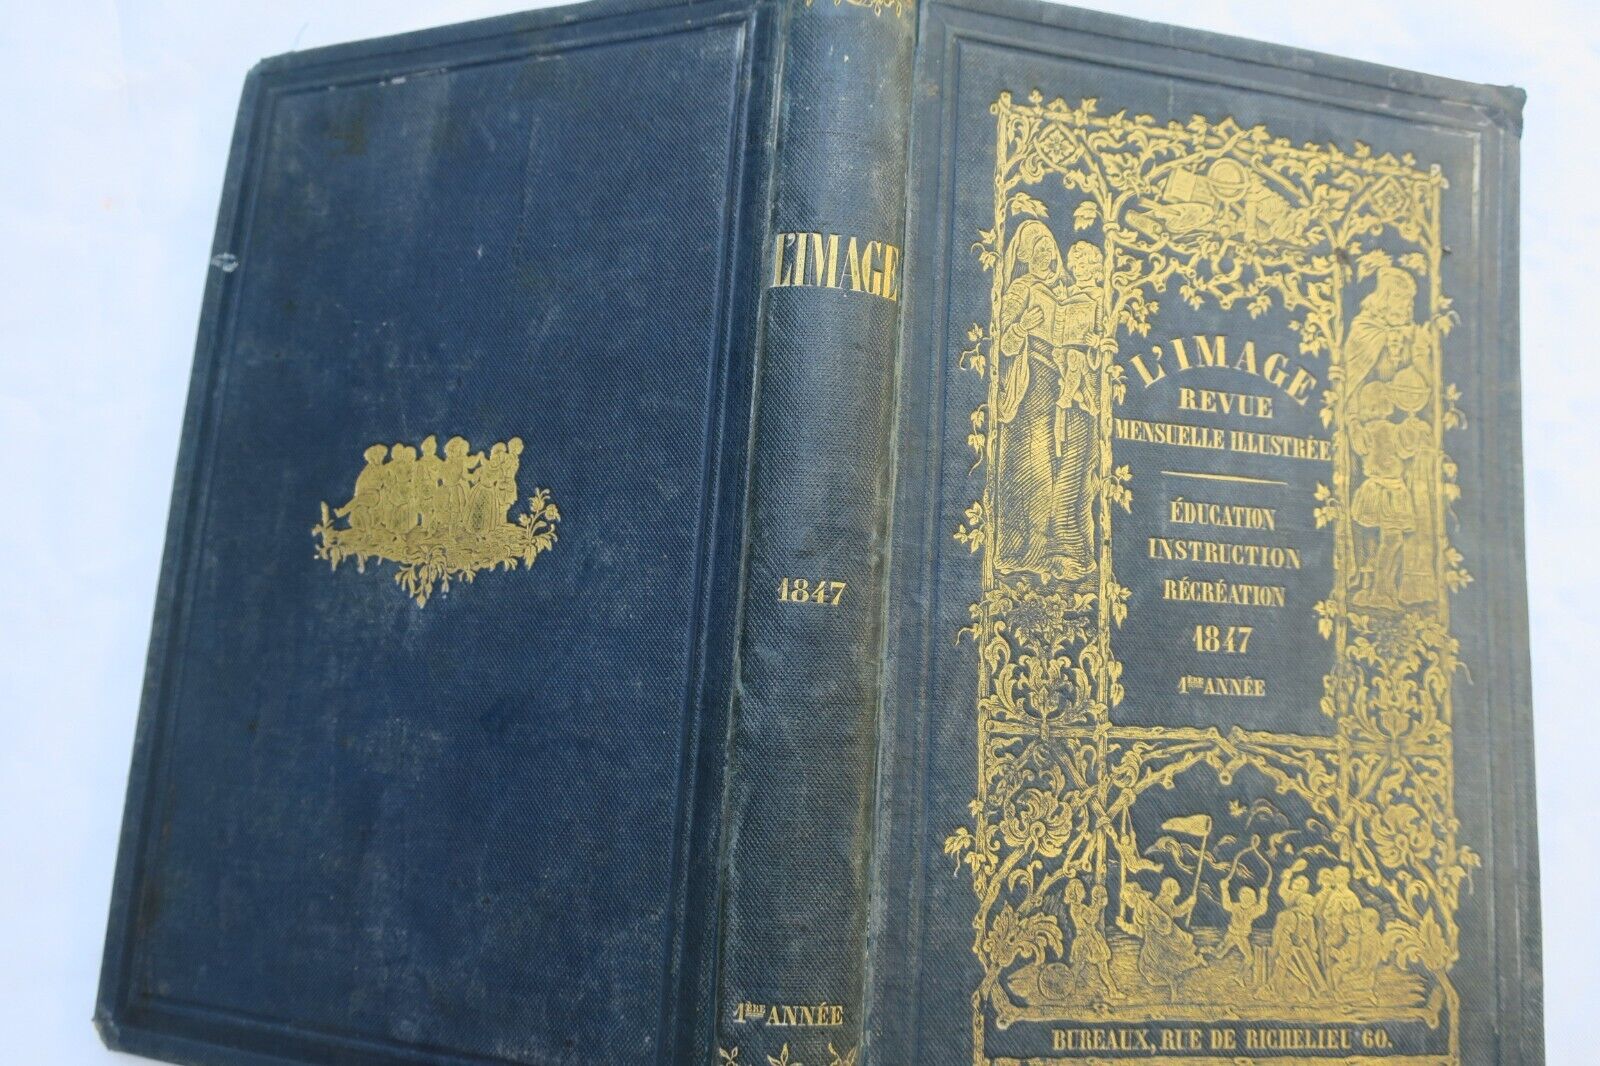 L'IMAGE
1847
1ÈRE ANNÉE
L'IMAGE
REVUE
MENSUELLE ILLUSTRÉE
ÉDUCATION
INSTRUCTION
RÉCRÉATION
1847
1ÈRE ANNÉE
BUREAUX, RUE DE RICHELIEU 60.